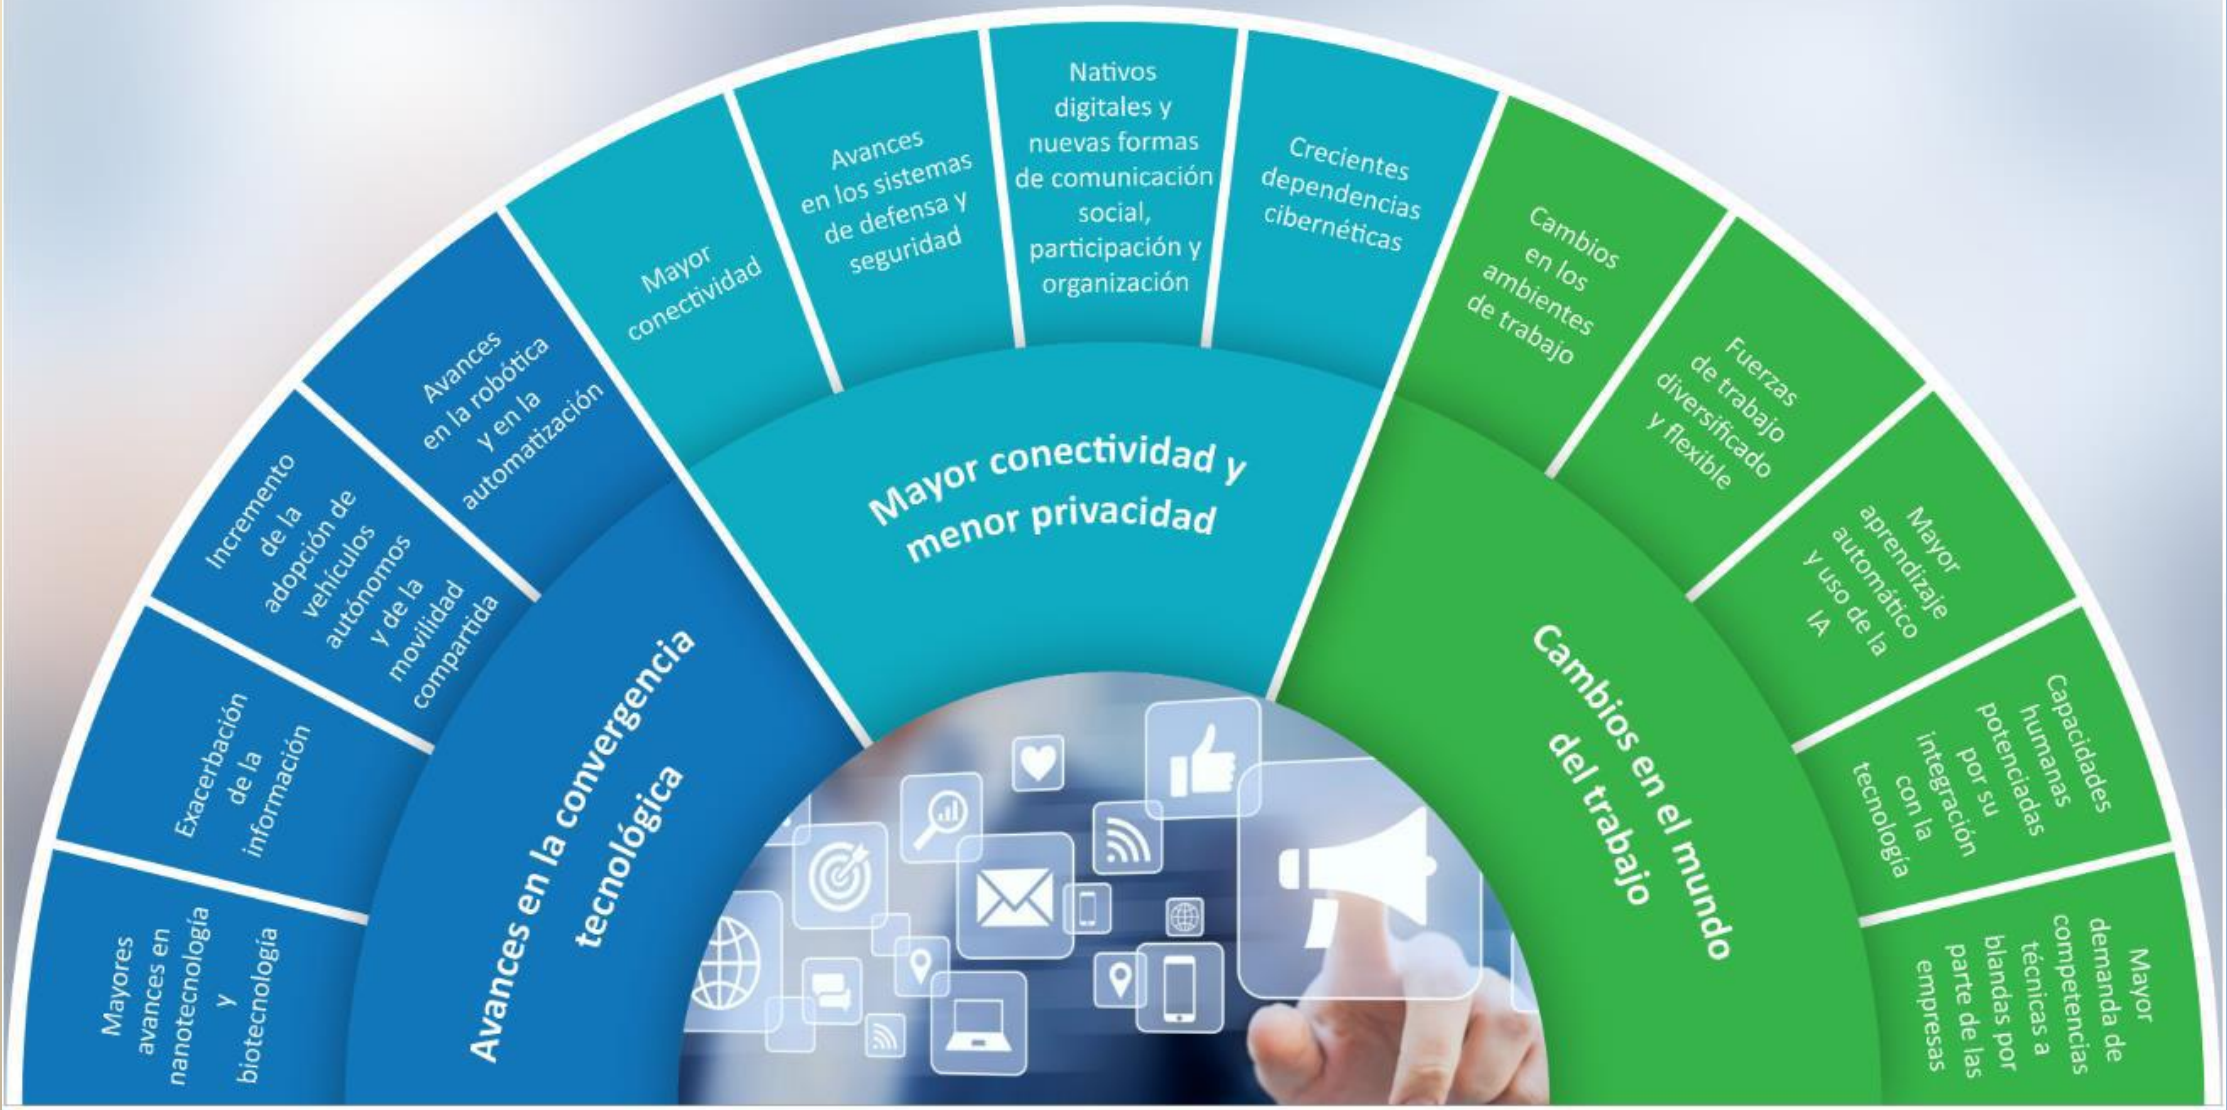 Mayores
avances en
nanotecnología
y
biotecnología
Exacerbación
de la
información
Incremento
de la
adopción de
vehículos
autónomos
y de la
movilidad
compartida
Avances
en la robótica
y en la
automatización
Avances en la convergencia
tecnológica
Mayor
conectividad
Avances
en los sistemas
de defensa y
seguridad
Nativos
digitales y
nuevas formas
de comunicación
social,
participación y
organización
Crecientes
dependencias
cibernéticas
Mayor conectividad y
menor privacidad
Cambios
en los
ambientes
de trabajo
Fuerzas
de trabajo
diversificado
y flexible
Mayor
aprendizaje
automático
y uso de la
IA
Capacidades
humanas
potenciadas
por su
integración
con la
tecnología
Mayor
demanda de
competencias
técnicas a
blandas por
parte de las
empresas
Cambios en el mundo
del trabajo